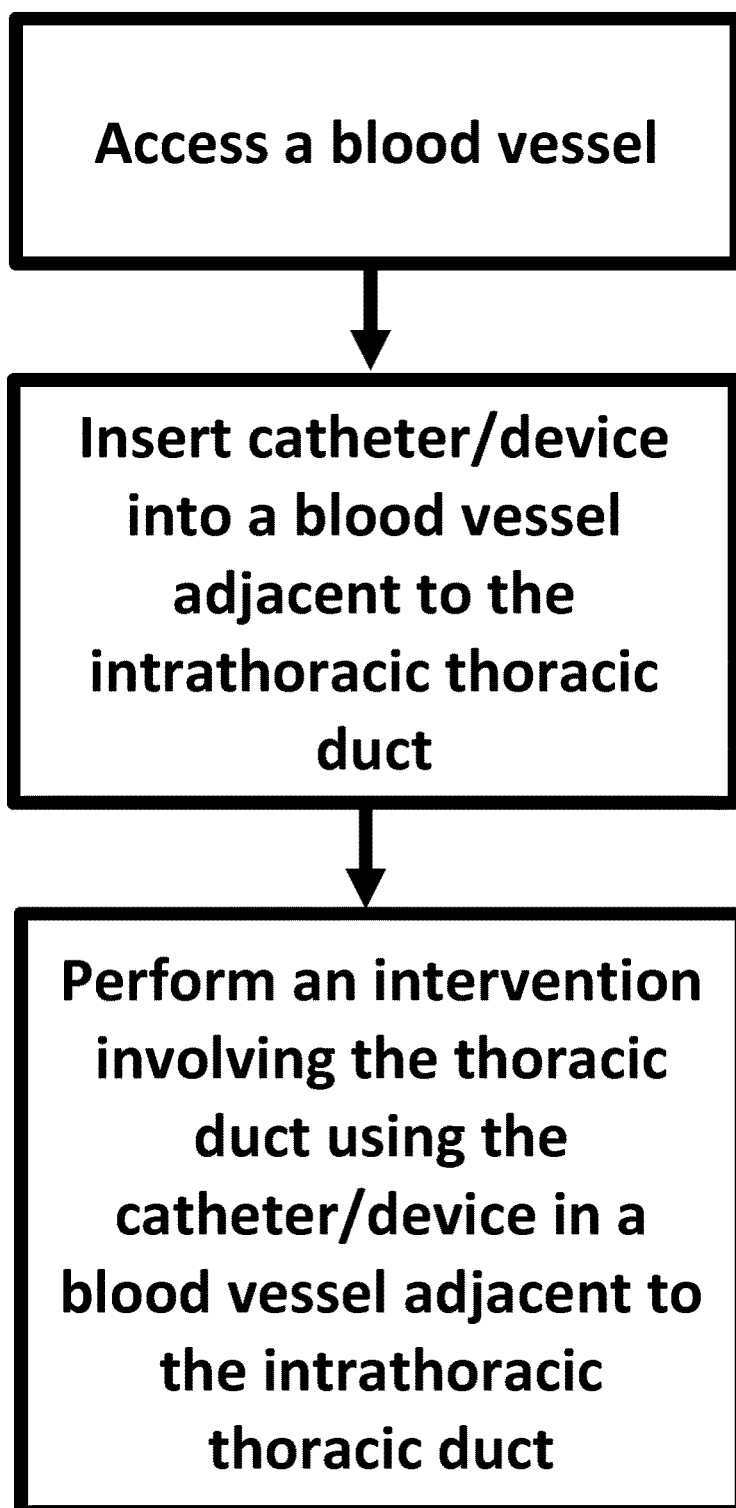 Access a blood vessel
Insert catheter/device
into a blood vessel
adjacent to the
intrathoracic thoracic
duct
Perform an intervention
involving the thoracic
duct using the
catheter/device in a
blood vessel adjacent to
the intrathoracic
thoracic duct